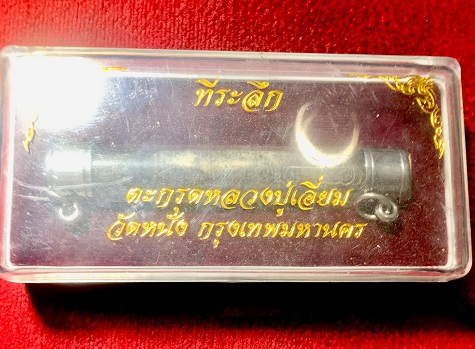 ที่ระลึก
ตะกรุดหลวงปู่เอี่ยม
วัดหนัง กรุงเทพมหานคร